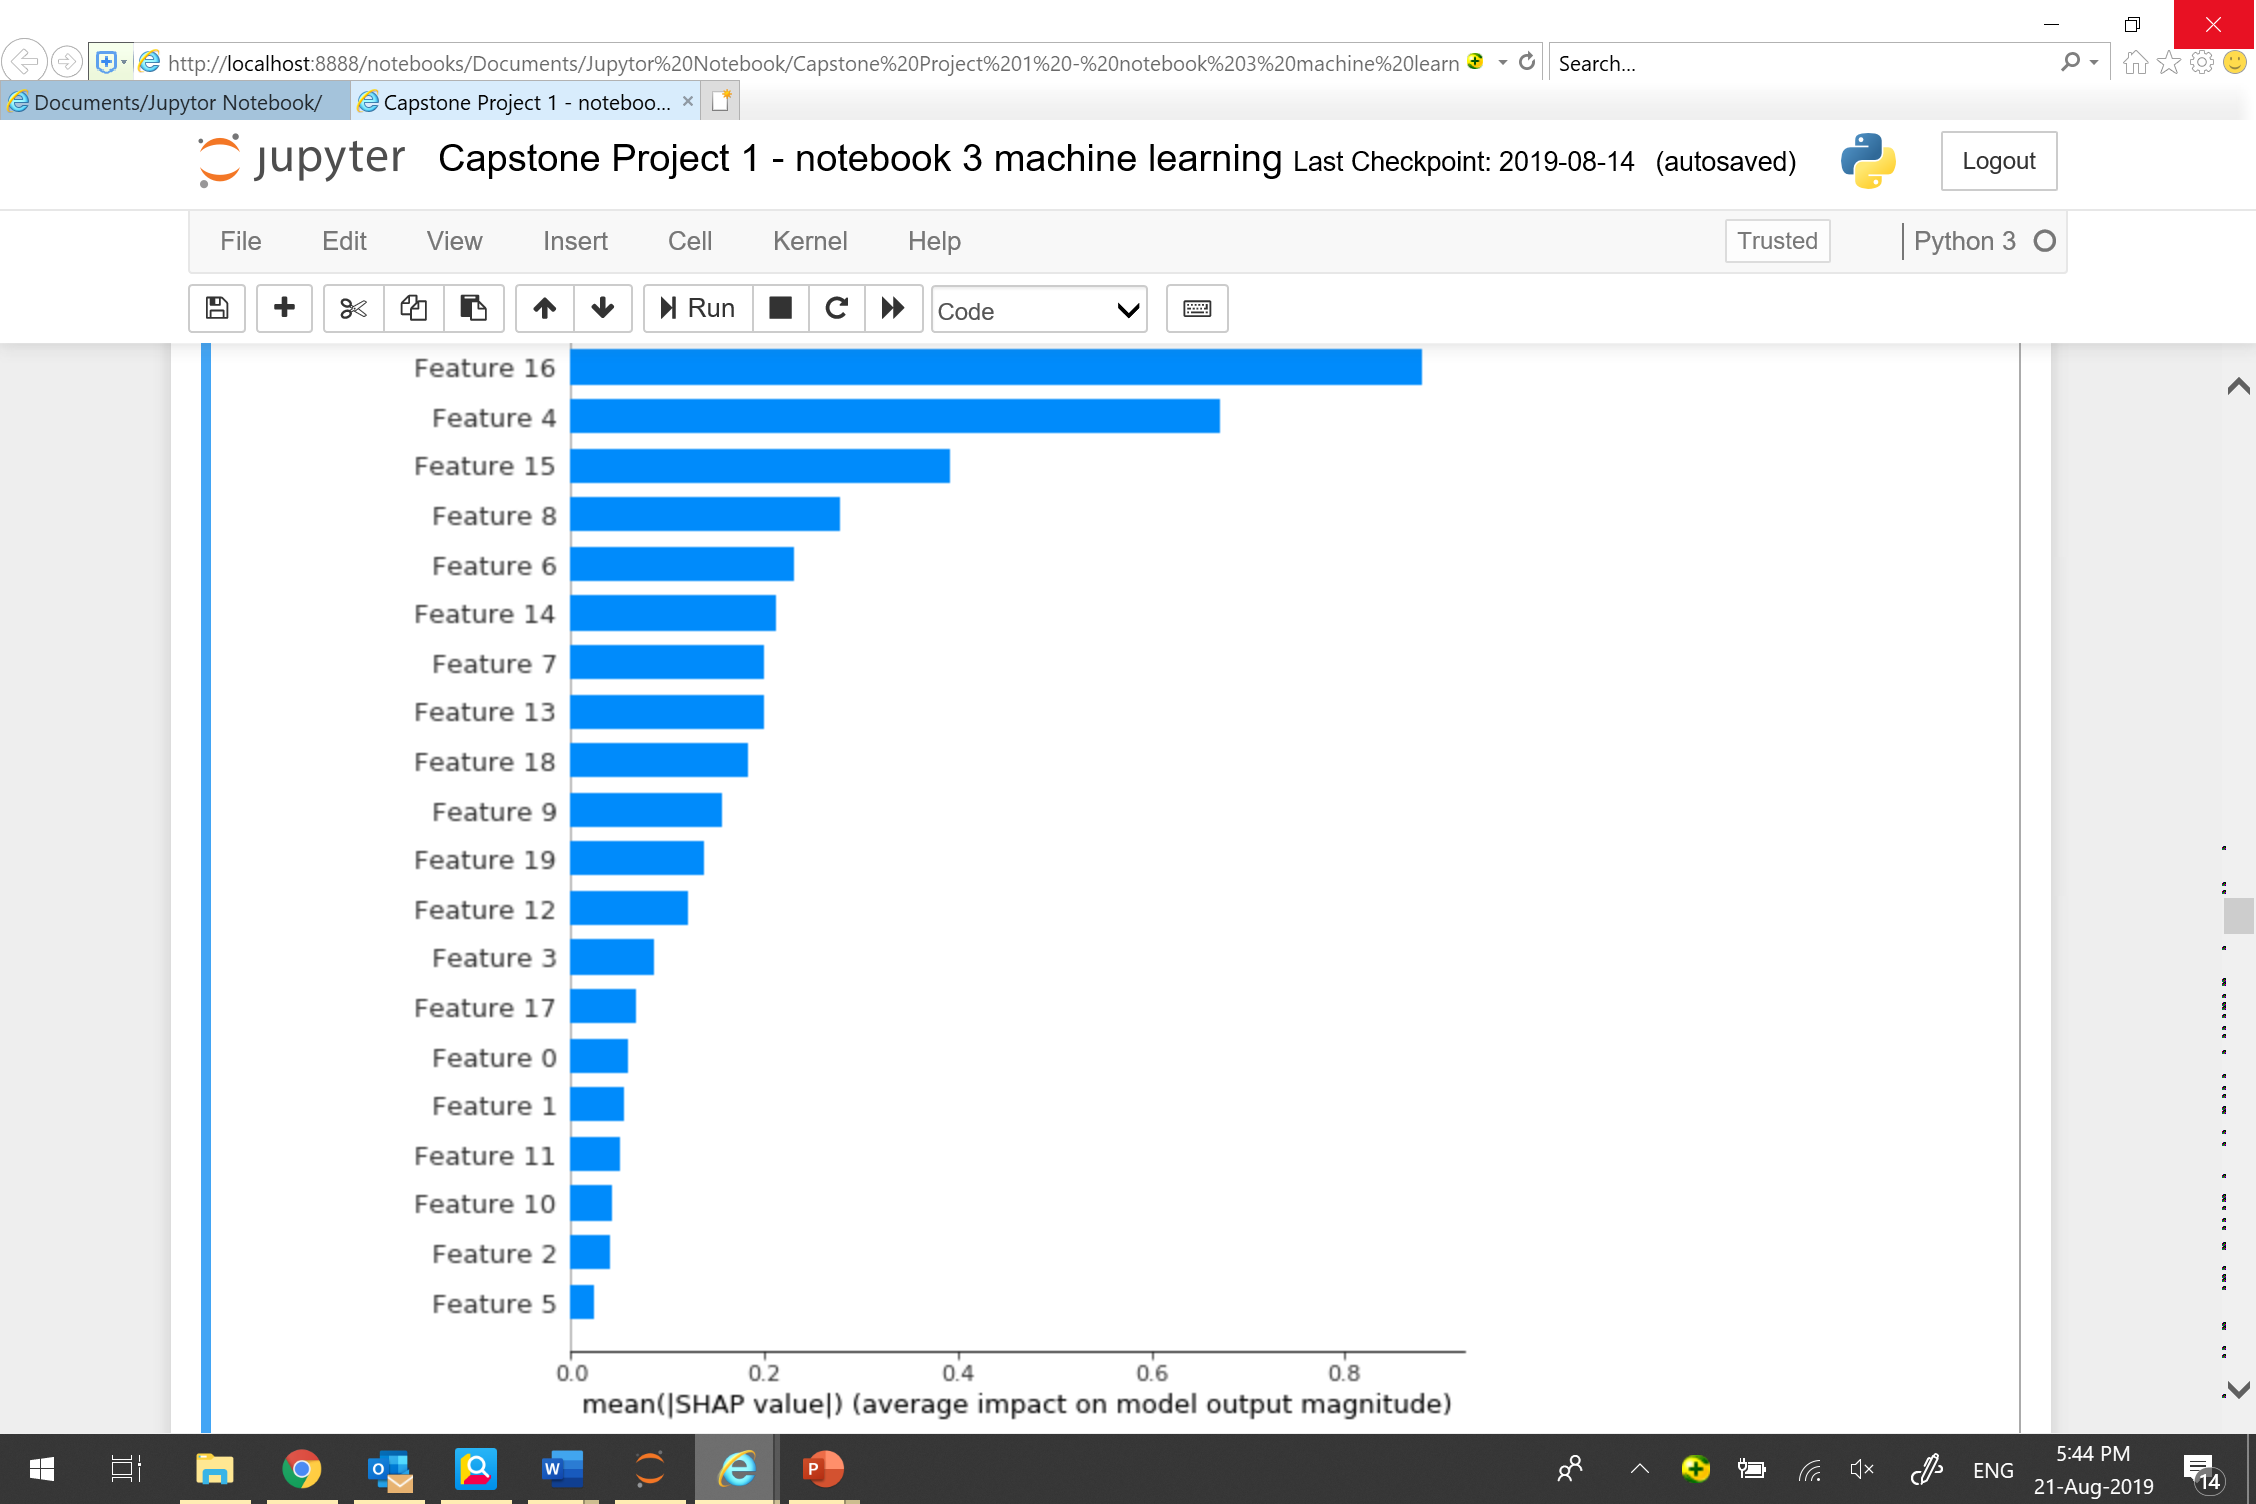 http://localhost:8888/notebooks/Documents/Jupytor%20Notebook/Capstone%20Project%201%20-%20notebook%203%20machine%20learn
Search...
Documents/Jupytor Notebook/
Capstone Project 1 - noteboo...
jupyter Capstone Project 1 - notebook 3 machine learning Last Checkpoint: 2019-08-14 (autosaved)
Logout
File Edit View Insert Cell Kernel Help
Trusted
Python 3
Run
Code
Feature 16
Feature 4
Feature 15
Feature 8
Feature 6
Feature 14
Feature 7
Feature 13
Feature 18
Feature 9
Feature 19
Feature 12
Feature 3
Feature 17
Feature 0
Feature 1
Feature 11
Feature 10
Feature 2
Feature 5
0.0 0.2 0.4 0.6 0.8
mean(|SHAP value|) (average impact on model output magnitude)
ENG
5:44 PM
21-Aug-2019
14